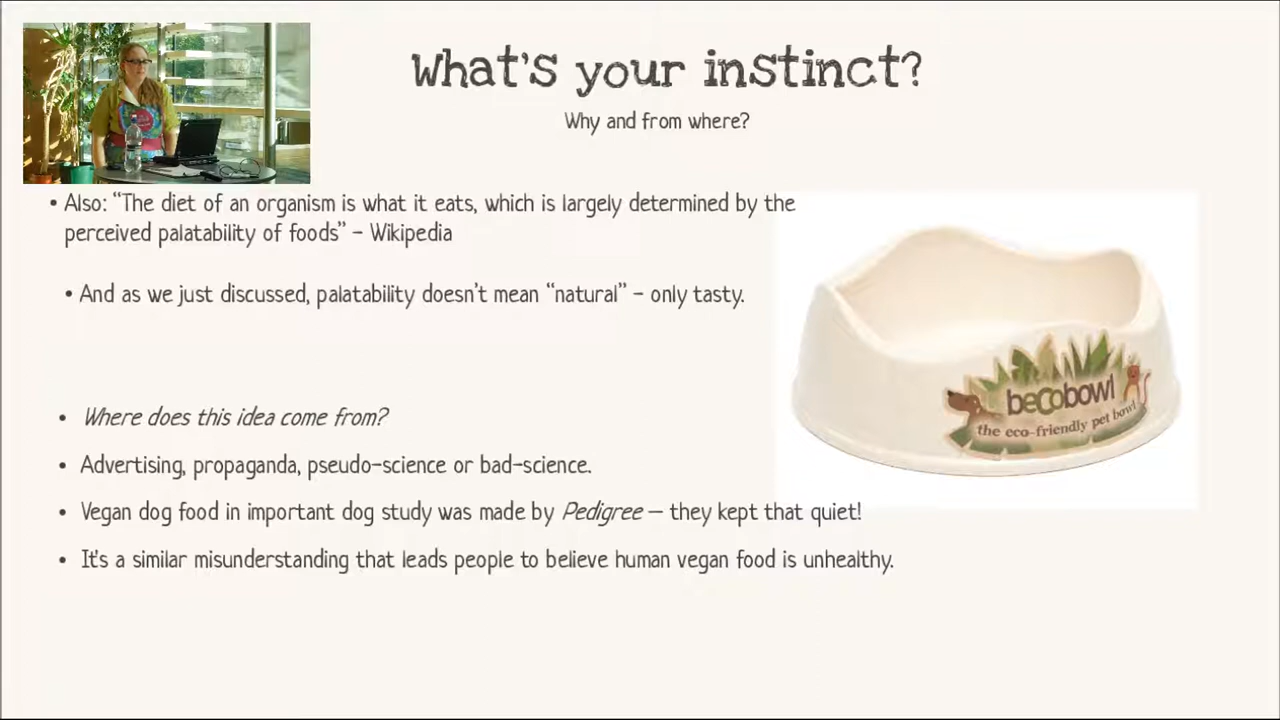 What's your instinct?
Why and from where?
• Also: “The diet of an organism is what it eats, which is largely determined by the
perceived palatability of foods” – Wikipedia
• And as we just discussed, palatability doesn't mean “natural” – only tasty.
becobowl
the eco-friendly pet bowl
• Where does this idea come from?
• Advertising, propaganda, pseudo-science or bad-science.
• Vegan dog food in important dog study was made by Pedigree – they kept that quiet!
• It's a similar misunderstanding that leads people to believe human vegan food is unhealthy.